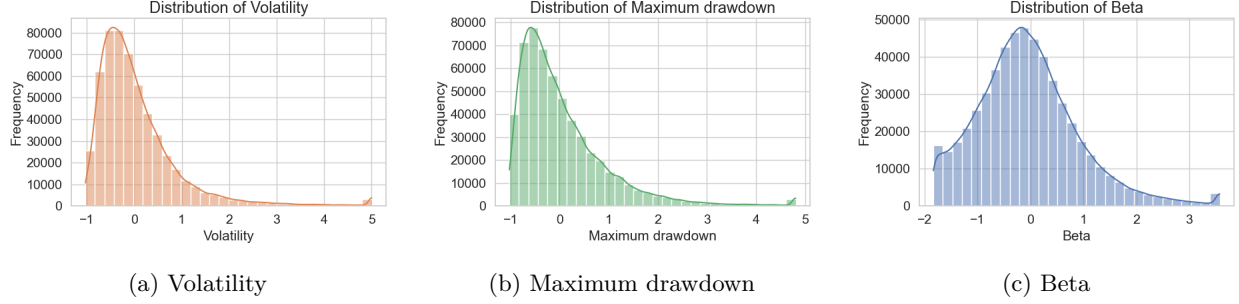 Distribution of Volatility
80000
70000
60000
50000
40000
30000
20000
10000
0
Frequency
−1 0 1 2 3 4 5
Volatility
(a) Volatility
Distribution of Maximum drawdown
80000
70000
60000
50000
40000
30000
20000
10000
0
Frequency
−1 0 1 2 3 4 5
Maximum drawdown
(b) Maximum drawdown
Distribution of Beta
50000
40000
30000
20000
10000
0
Frequency
−2 −1 0 1 2 3
Beta
(c) Beta